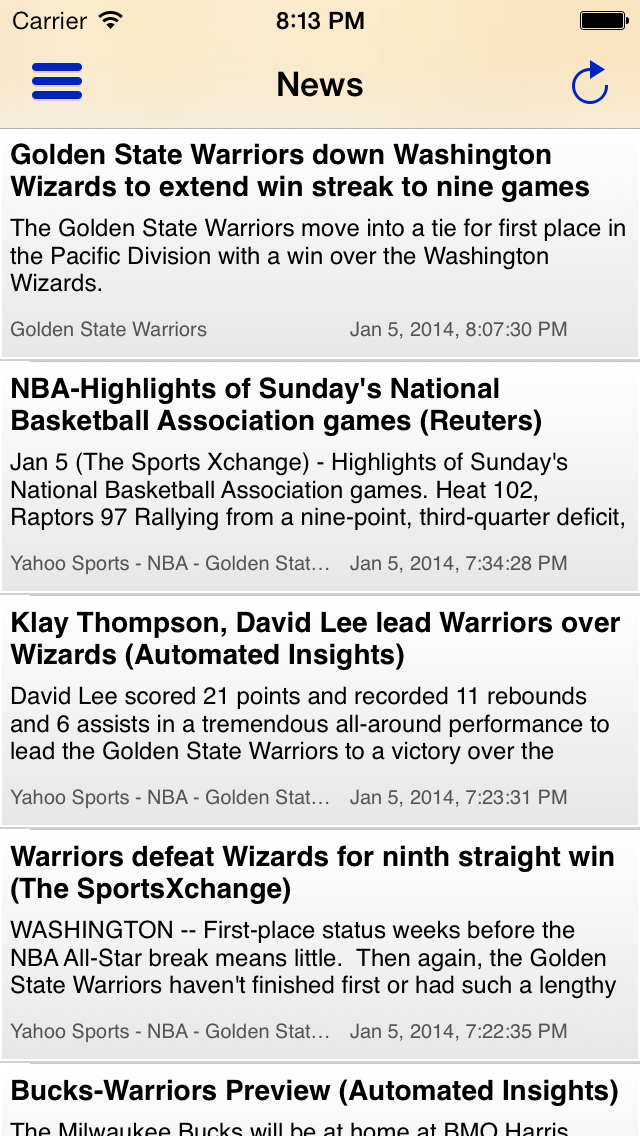 Carrier 8:13 PM
News
Golden State Warriors down Washington
Wizards to extend win streak to nine games
The Golden State Warriors move into a tie for first place in
the Pacific Division with a win over the Washington
Wizards.
Golden State Warriors Jan 5, 2014, 8:07:30 PM
NBA-Highlights of Sunday's National
Basketball Association games (Reuters)
Jan 5 (The Sports Xchange) - Highlights of Sunday's
National Basketball Association games. Heat 102,
Raptors 97 Rallying from a nine-point, third-quarter deficit,
Yahoo Sports - NBA - Golden Stat... Jan 5, 2014, 7:34:28 PM
Klay Thompson, David Lee lead Warriors over
Wizards (Automated Insights)
David Lee scored 21 points and recorded 11 rebounds
and 6 assists in a tremendous all-around performance to
lead the Golden State Warriors to a victory over the
Yahoo Sports - NBA - Golden Stat... Jan 5, 2014, 7:23:31 PM
Warriors defeat Wizards for ninth straight win
(The SportsXchange)
WASHINGTON -- First-place status weeks before the
NBA All-Star break means little.  Then again, the Golden
State Warriors haven't finished first or had such a lengthy
Yahoo Sports - NBA - Golden Stat... Jan 5, 2014, 7:22:35 PM
Bucks-Warriors Preview (Automated Insights)
The Milwaukee Bucks will be at home at BMO Harris